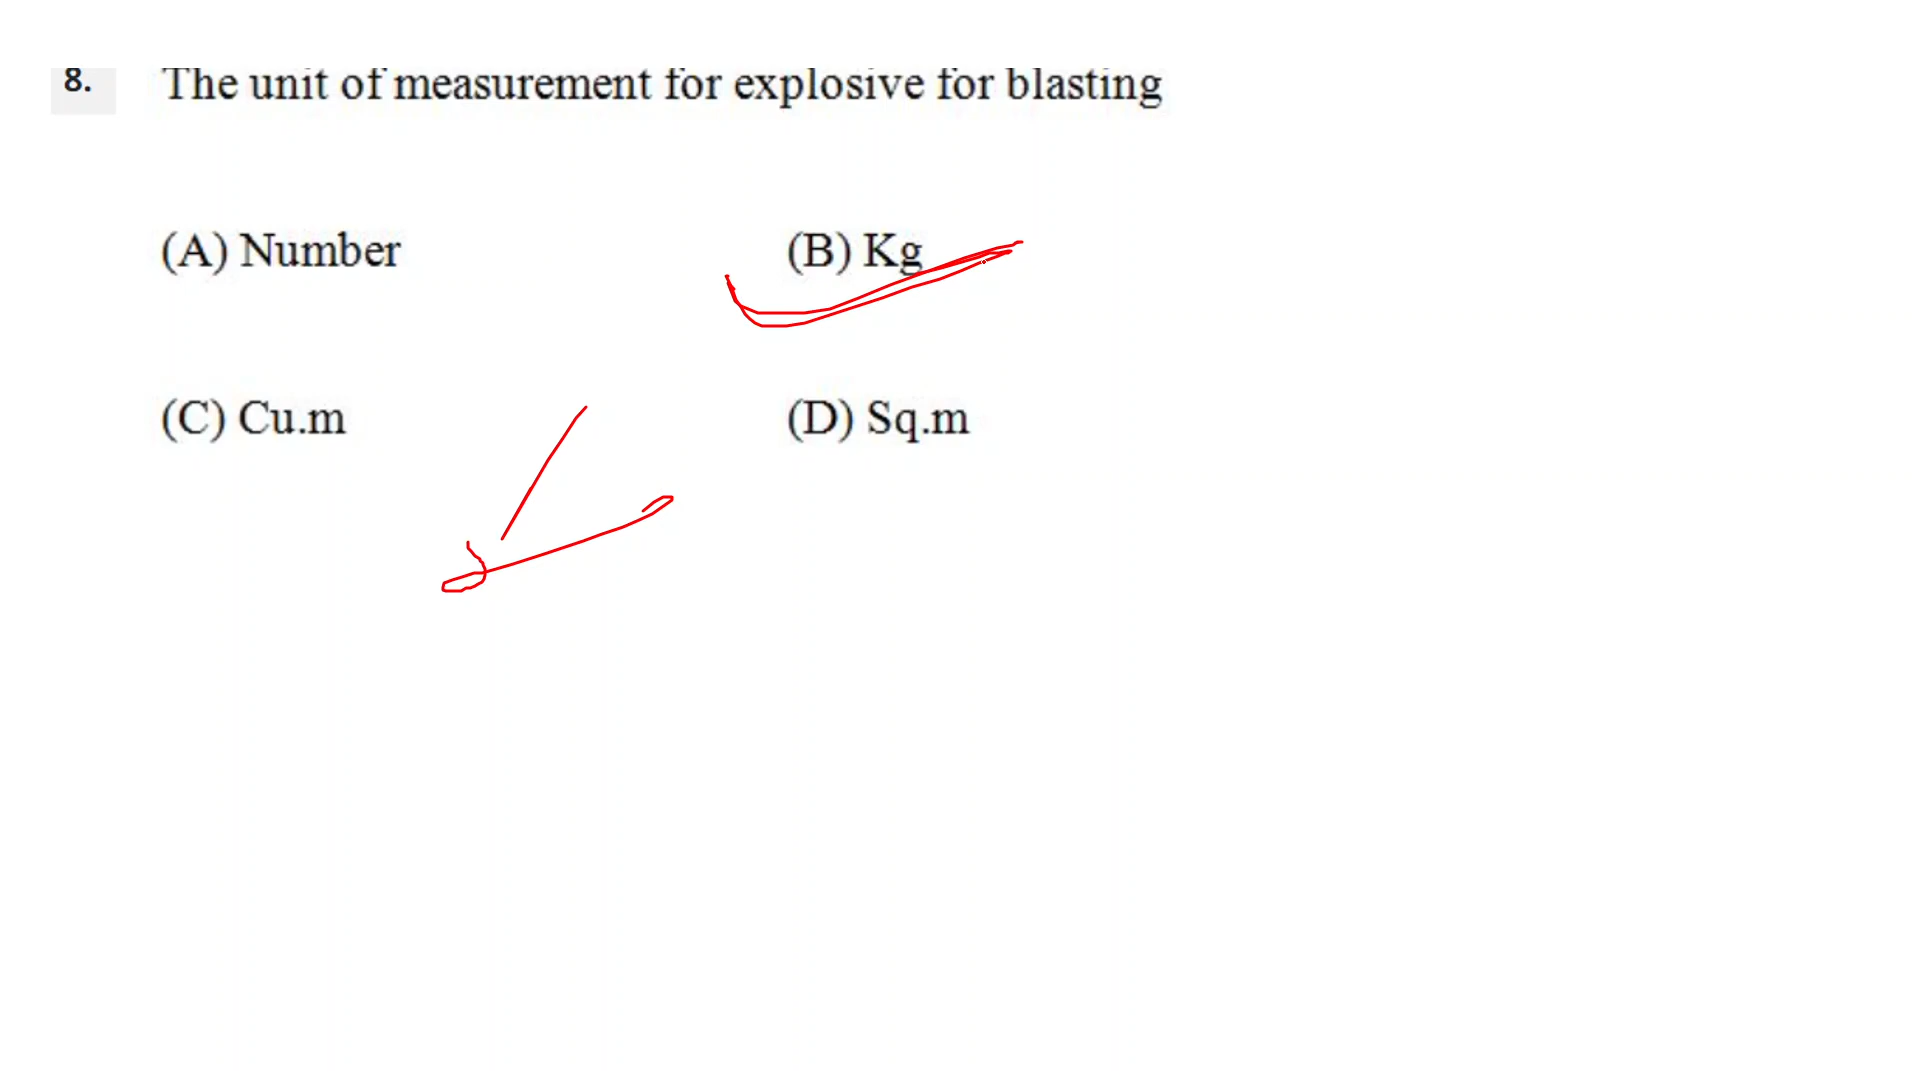 8. The unit of measurement for explosive for blasting
(A) Number (B) Kg
(C) Cu.m (D) Sq.m